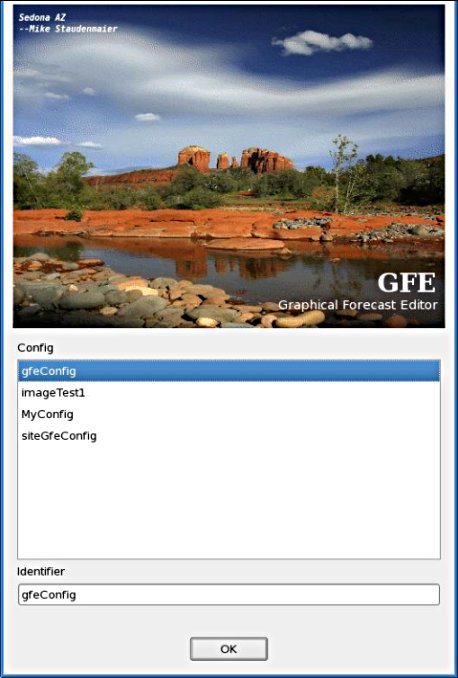 Sedona AZ
--Mike Staudenmaier
GFE
Graphical Forecast Editor
Config
gfeConfig
imageTest1
MyConfig
siteGfeConfig
Identifier
gfeConfig
OK